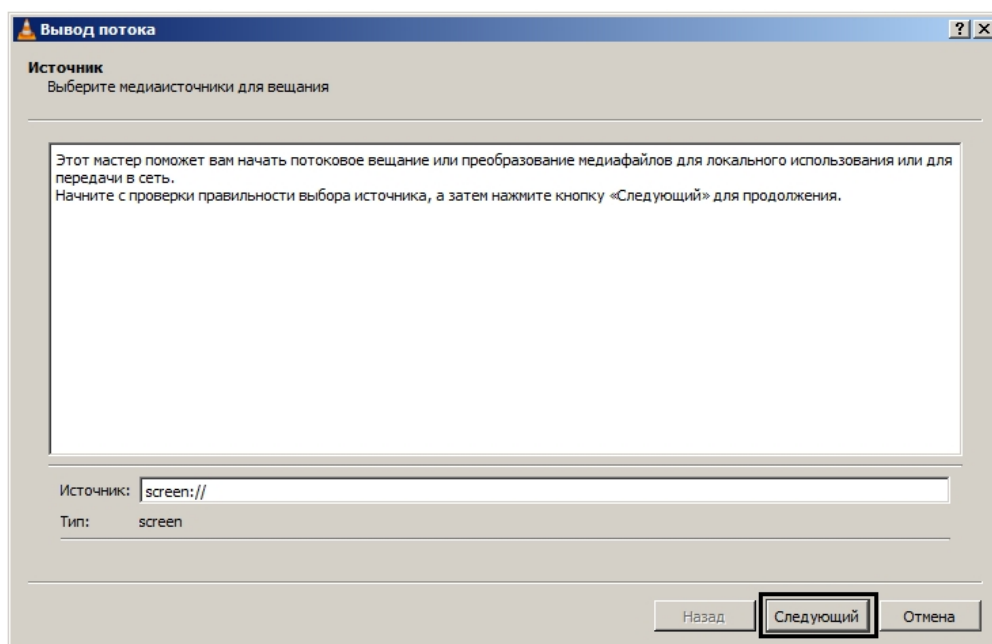 Вывод потока
Источник
Выберите медиаисточники для вещания
Этот мастер поможет вам начать потоковое вещание или преобразование медиафайлов для локального использования или для
передачи в сеть.
Начните с проверки правильности выбора источника, а затем нажмите кнопку «Следующий» для продолжения.
Источник: screen://
Тип: screen
Назад Следующий Отмена